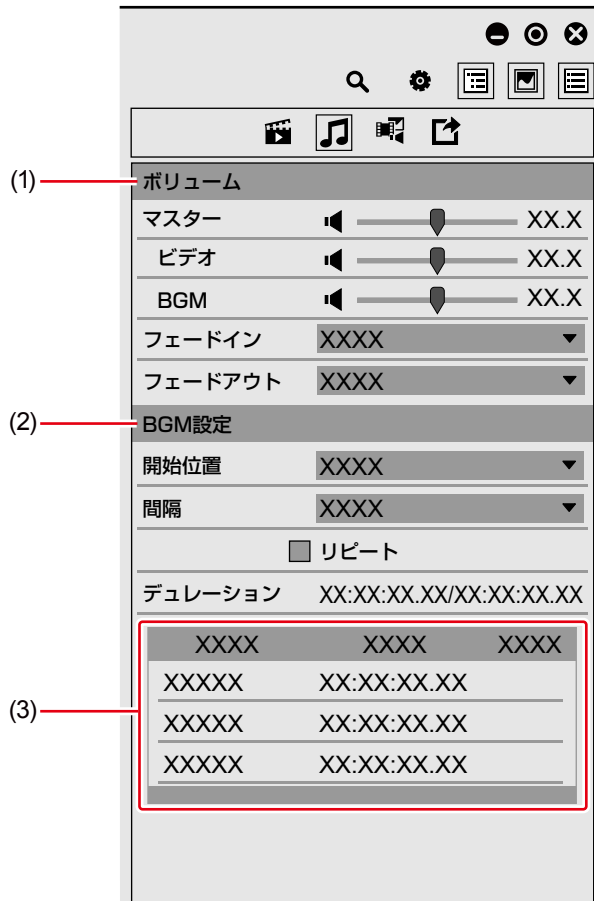 (1)
ボリューム
マスター XX.X
ビデオ XX.X
BGM XX.X
フェードイン XXXX
フェードアウト XXXX
(2)
BGM設定
開始位置 XXXX
間隔 XXXX
リピート
デュレーション XX:XX:XX.XX/XX:XX:XX.XX
(3)
XXXX XXXX XXXX
XXXXX XX:XX:XX.XX
XXXXX XX:XX:XX.XX
XXXXX XX:XX:XX.XX